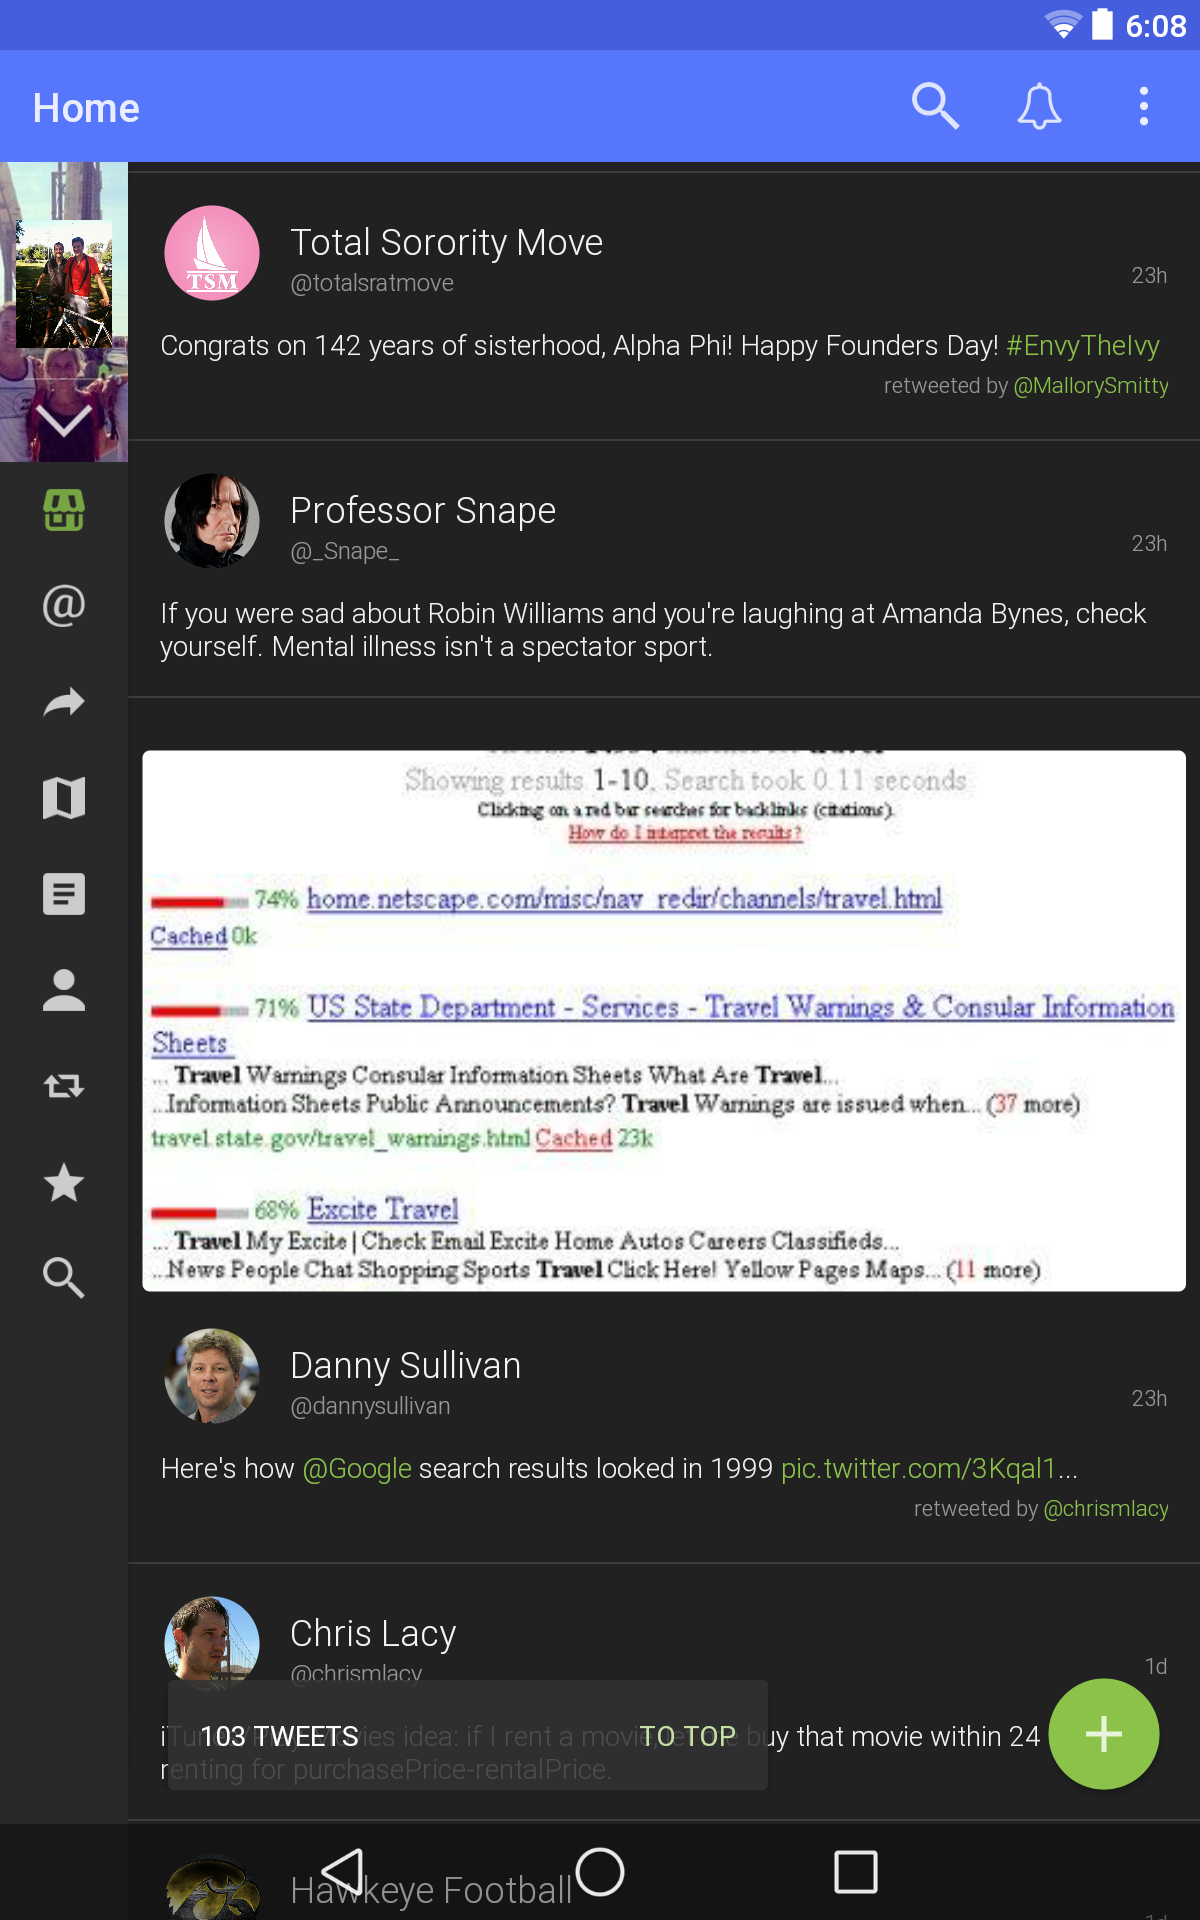 6:08
Home
TSM
Total Sorority Move
@totalsratmove
23h
Congrats on 142 years of sisterhood, Alpha Phi! Happy Founders Day! #EnvyTheIvy
retweeted by @MallorySmitty
Professor Snape
@_Snape_
23h
If you were sad about Robin Williams and you're laughing at Amanda Bynes, check
yourself. Mental illness isn't a spectator sport.
Showing results 1-10, Search took 0.11 seconds
Clicking on a red bar searches for backlinks (citations).
How do I interpret the results?
74% home.netscape.com/misc/nav_redir/channels/travel.html
Cached 0k
71% US State Department - Services - Travel Warnings & Consular Information
Sheets
... Travel Warnings Consular Information Sheets What Are Travel...
...Information Sheets Public Announcements? Travel Warnings are issued when... (37 more)
travel.state.gov/travel_warnings.html Cached 23k
68% Excite Travel
... Travel My Excite | Check Email Excite Home Autos Careers Classifieds...
...News People Chat Shopping Sports Travel Click Here! Yellow Pages Maps... (11 more)
Danny Sullivan
@dannysullivan
23h
Here's how @Google search results looked in 1999 pic.twitter.com/3Kqal1...
retweeted by @chrismlacy
Chris Lacy
@chrismlacy
1d
idea: if I rent a movie, let me buy that movie within 24
renting for purchasePrice-rentalPrice.
103 TWEETS TO TOP
Hawkeye Football
1d